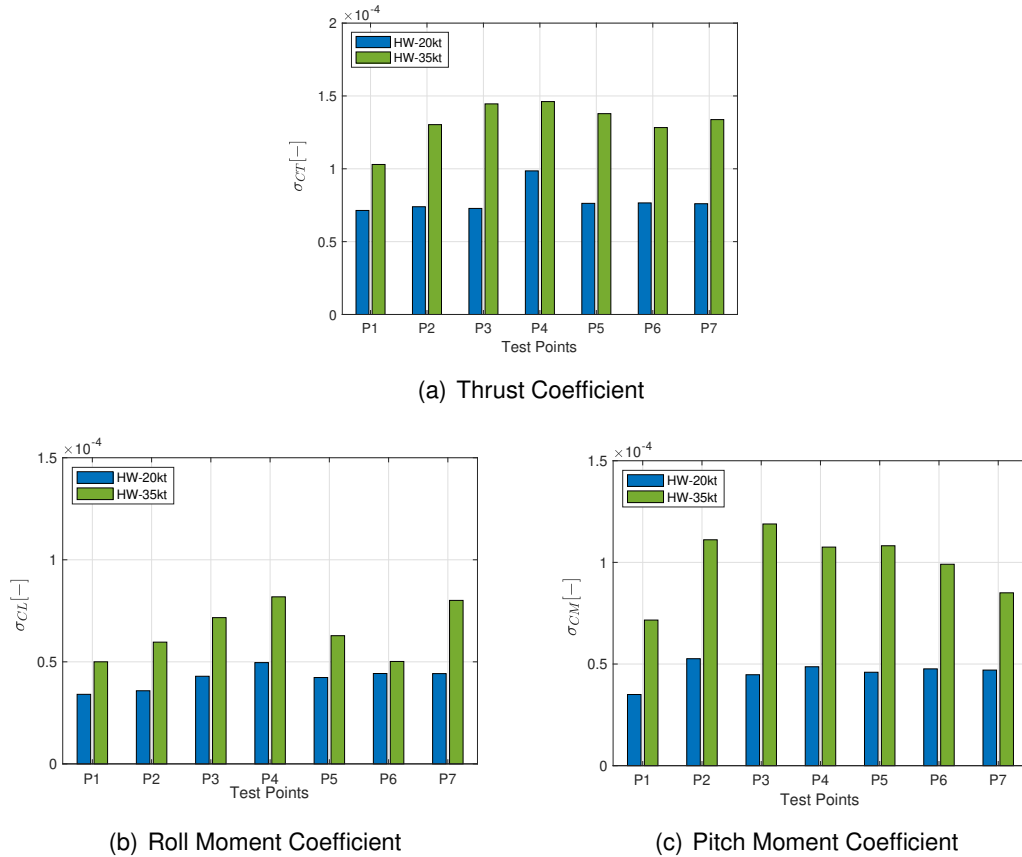 ×10⁻⁴
2
1.5
1
0.5
0
σ_CT[−]
HW-20kt
HW-35kt
P1 P2 P3 P4 P5 P6 P7
Test Points
(a) Thrust Coefficient
×10⁻⁴
1.5
1
0.5
0
σ_CL[−]
HW-20kt
HW-35kt
P1 P2 P3 P4 P5 P6 P7
Test Points
(b) Roll Moment Coefficient
×10⁻⁴
1.5
1
0.5
0
σ_CM[−]
HW-20kt
HW-35kt
P1 P2 P3 P4 P5 P6 P7
Test Points
(c) Pitch Moment Coefficient